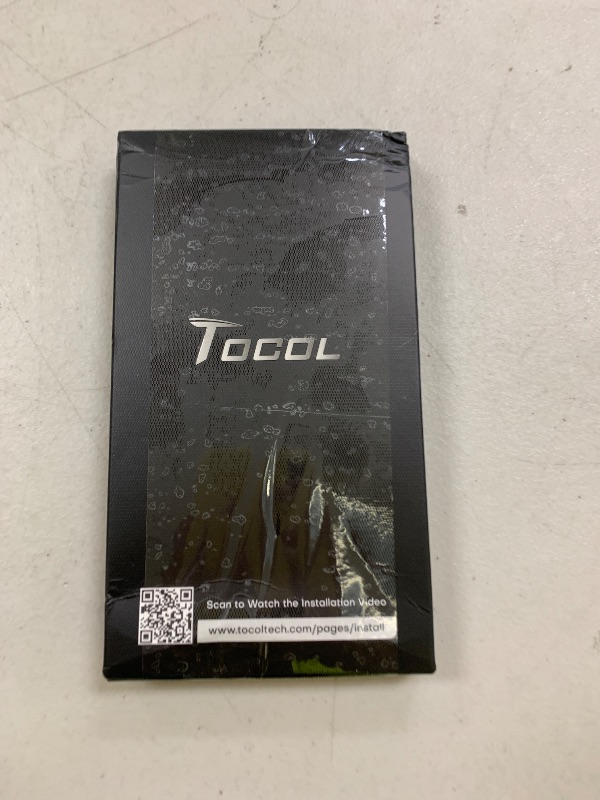 TOCOL
Scan to Watch the Installation Video
www.tocoltech.com/pages/install